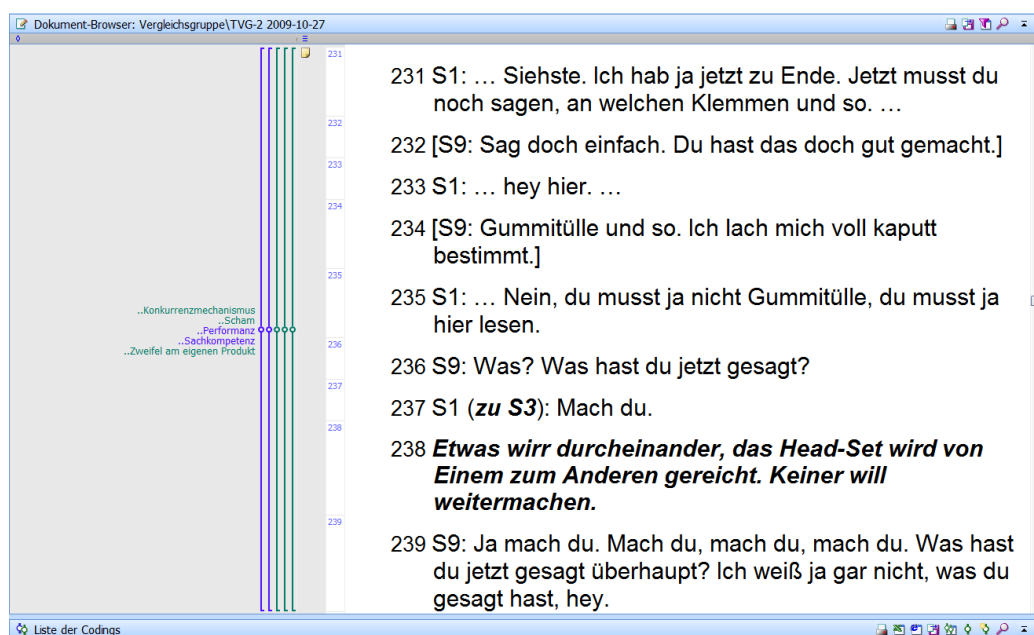 Dokument-Browser: Vergleichsgruppe\TVG-2 2009-10-27
231
231 S1: … Siehste. Ich hab ja jetzt zu Ende. Jetzt musst du
noch sagen, an welchen Klemmen und so. …
232
232 [S9: Sag doch einfach. Du hast das doch gut gemacht.]
233
233 S1: … hey hier. …
234
234 [S9: Gummitülle und so. Ich lach mich voll kaputt
bestimmt.]
235
235 S1: … Nein, du musst ja nicht Gummitülle, du musst ja
hier lesen.
..Konkurrenzmechanismus
..Scham
..Performanz
..Sachkompetenz
..Zweifel am eigenen Produkt
236
236 S9: Was? Was hast du jetzt gesagt?
237
237 S1 (zu S3): Mach du.
238
238 Etwas wirr durcheinander, das Head-Set wird von
Einem zum Anderen gereicht. Keiner will
weitermachen.
239
239 S9: Ja mach du. Mach du, mach du, mach du. Was hast
du jetzt gesagt überhaupt? Ich weiß ja gar nicht, was du
gesagt hast, hey.
Liste der Codings